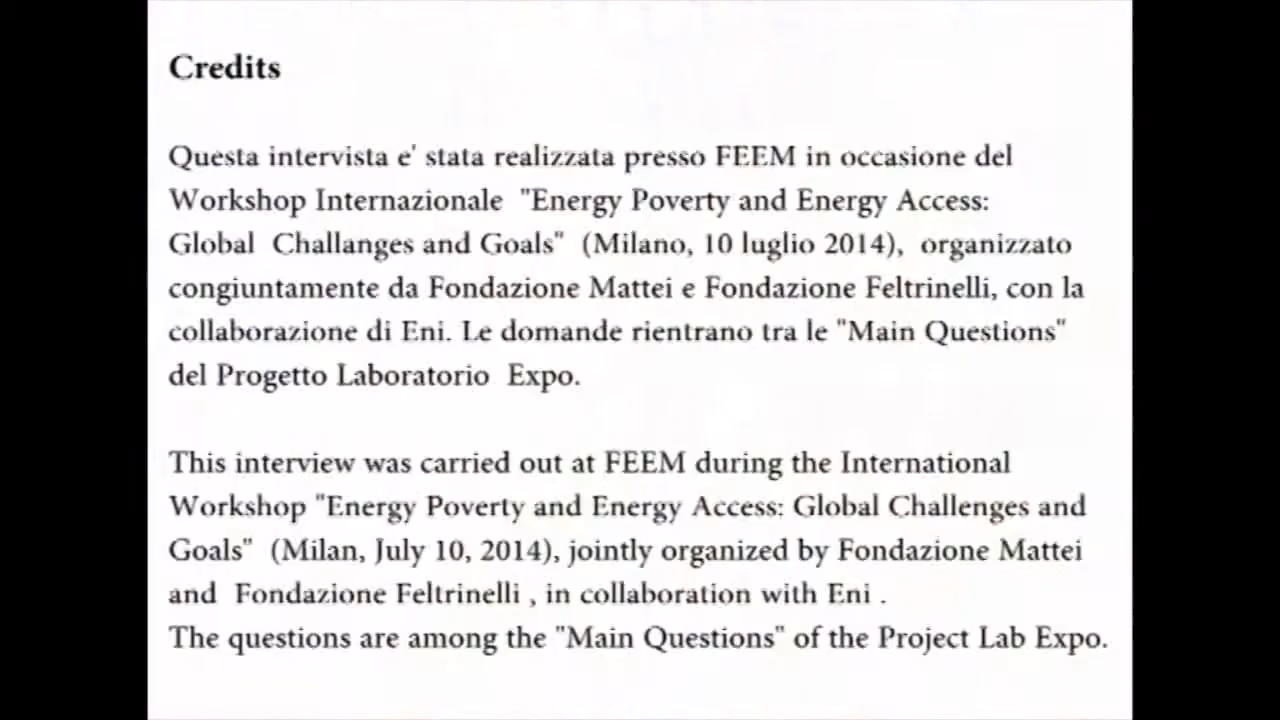 Credits
Questa intervista e' stata realizzata presso FEEM in occasione del
Workshop Internazionale "Energy Poverty and Energy Access:
Global Challanges and Goals" (Milano, 10 luglio 2014), organizzato
congiuntamente da Fondazione Mattei e Fondazione Feltrinelli, con la
collaborazione di Eni. Le domande rientrano tra le "Main Questions"
del Progetto Laboratorio Expo.
This interview was carried out at FEEM during the International
Workshop "Energy Poverty and Energy Access: Global Challenges and
Goals" (Milan, July 10, 2014), jointly organized by Fondazione Mattei
and Fondazione Feltrinelli , in collaboration with Eni .
The questions are among the "Main Questions" of the Project Lab Expo.